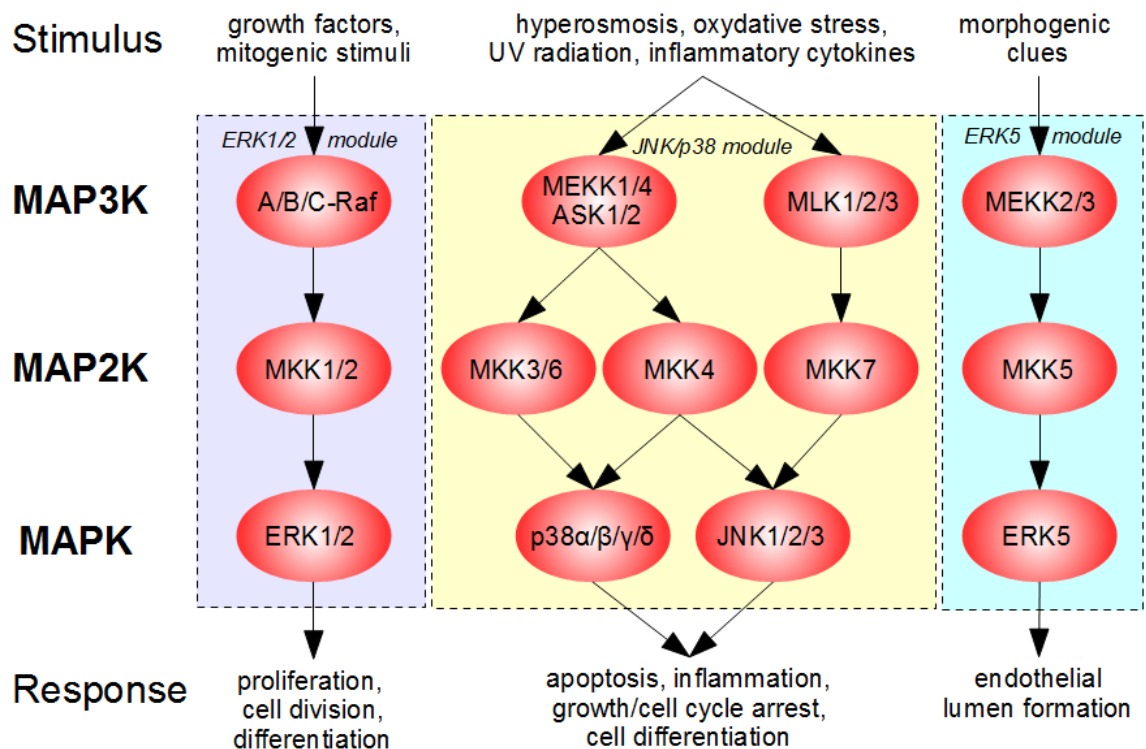 Stimulus
growth factors,
mitogenic stimuli
hyperosmosis, oxydative stress,
UV radiation, inflammatory cytokines
morphogenic
clues
ERK1/2 module
JNK/p38 module
ERK5 module
MAP3K
A/B/C-Raf
MEKK1/4
ASK1/2
MLK1/2/3
MEKK2/3
MAP2K
MKK1/2
MKK3/6
MKK4
MKK7
MKK5
MAPK
ERK1/2
p38α/β/γ/δ
JNK1/2/3
ERK5
Response
proliferation,
cell division,
differentiation
apoptosis, inflammation,
growth/cell cycle arrest,
cell differentiation
endothelial
lumen formation